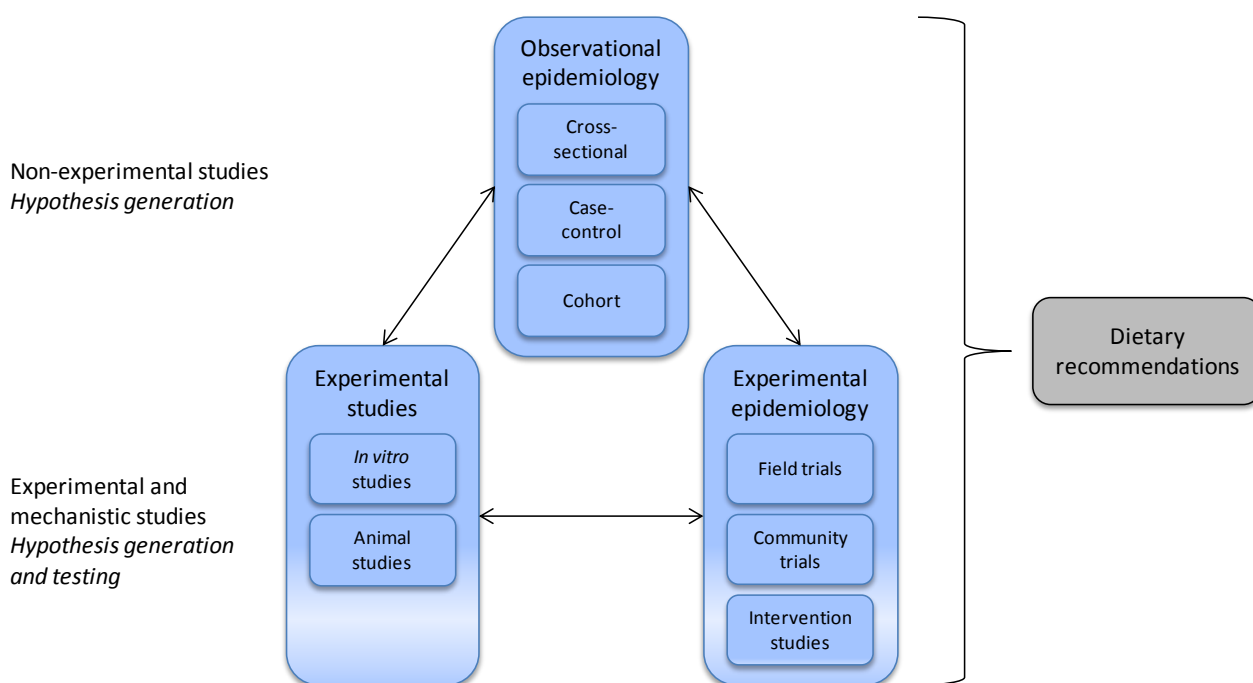 Observational
epidemiology
Cross-
sectional
Case-
control
Cohort
Non-experimental studies
Hypothesis generation
Dietary
recommendations
Experimental
studies
In vitro
studies
Animal
studies
Experimental
epidemiology
Field trials
Community
trials
Intervention
studies
Experimental and
mechanistic studies
Hypothesis generation
and testing